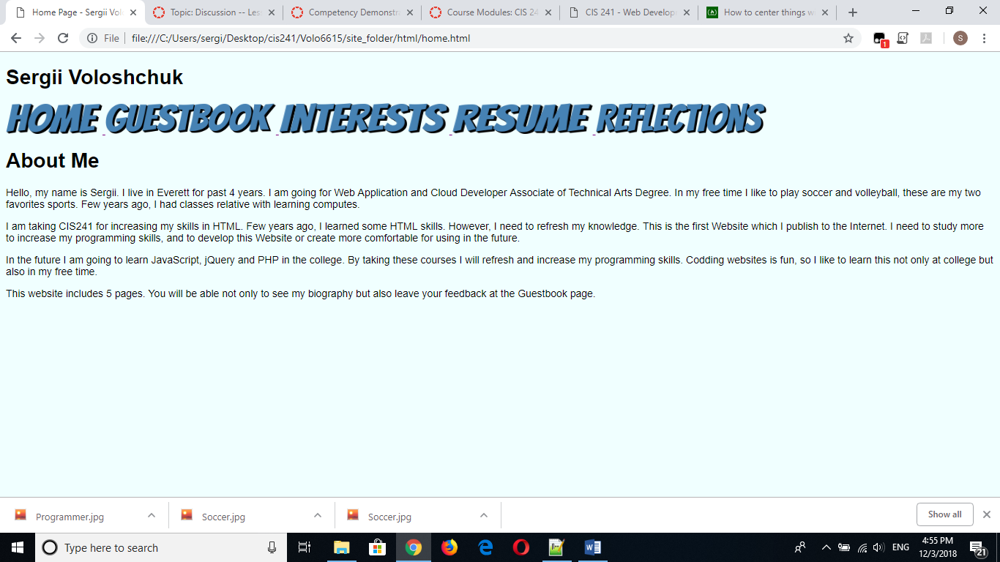 Home Page - Sergii Vol
Topic: Discussion -- Les
Competency Demonstr
Course Modules: CIS 24
CIS 241 - Web Develop
How to center things w
File
file:///C:/Users/sergi/Desktop/cis241/Volo6615/site_folder/html/home.html
1
S
Sergii Voloshchuk
HOME GUESTBOOK INTERESTS RESUME REFLECTIONS
About Me
Hello, my name is Sergii. I live in Everett for past 4 years. I am going for Web Application and Cloud Developer Associate of Technical Arts Degree. In my free time I like to play soccer and volleyball, these are my two
favorites sports. Few years ago, I had classes relative with learning computes.
I am taking CIS241 for increasing my skills in HTML. Few years ago, I learned some HTML skills. However, I need to refresh my knowledge. This is the first Website which I publish to the Internet. I need to study more
to increase my programming skills, and to develop this Website or create more comfortable for using in the future.
In the future I am going to learn JavaScript, jQuery and PHP in the college. By taking these courses I will refresh and increase my programming skills. Codding websites is fun, so I like to learn this not only at college but
also in my free time.
This website includes 5 pages. You will be able not only to see my biography but also leave your feedback at the Guestbook page.
Programmer.jpg
Soccer.jpg
Soccer.jpg
Show all
Type here to search
ENG
4:55 PM
12/3/2018
21